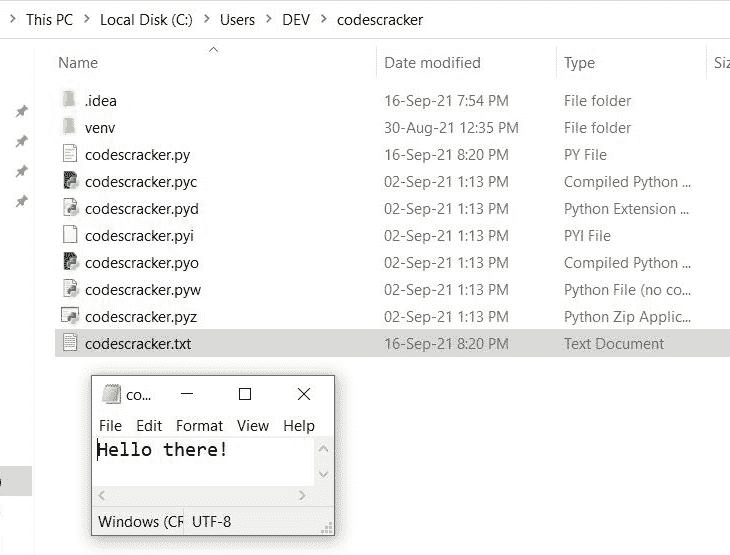 This PC > Local Disk (C:) > Users > DEV > codescracker
Name Date modified Type Siz
.idea 16-Sep-21 7:54 PM File folder
venv 30-Aug-21 12:35 PM File folder
codescracker.py 16-Sep-21 8:20 PM PY File
codescracker.pyc 02-Sep-21 1:13 PM Compiled Python ...
codescracker.pyd 02-Sep-21 1:13 PM Python Extension ...
codescracker.pyi 02-Sep-21 1:13 PM PYI File
codescracker.pyo 02-Sep-21 1:13 PM Compiled Python ...
codescracker.pyw 02-Sep-21 1:13 PM Python File (no co...
codescracker.pyz 02-Sep-21 1:13 PM Python Zip Applic...
codescracker.txt 16-Sep-21 8:20 PM Text Document
co...
File Edit Format View Help
Hello there!
Windows (CF UTF-8